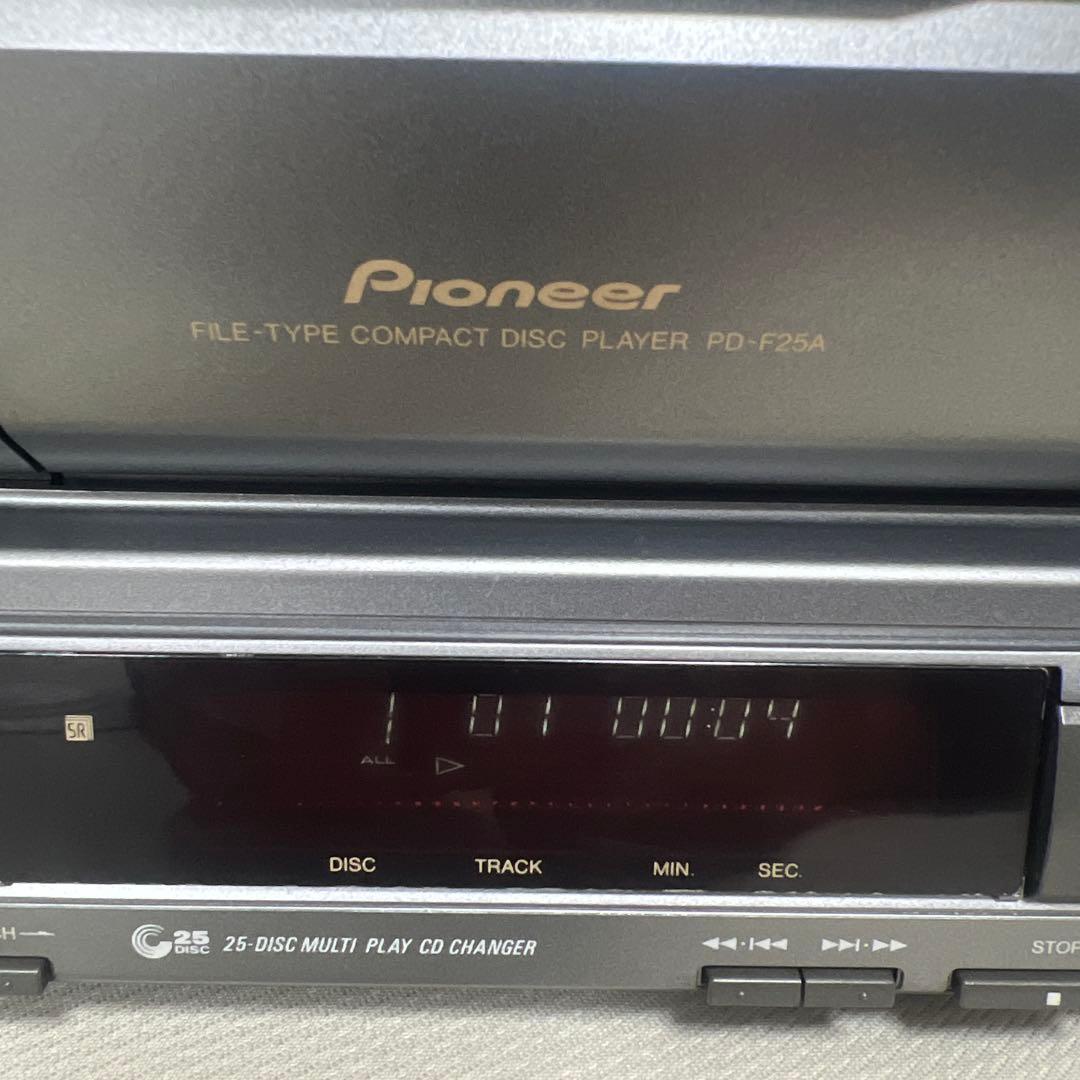 Pioneer
FILE-TYPE COMPACT DISC PLAYER PD-F25A
SR
1 01 00:04
ALL
DISC TRACK MIN. SEC.
25 DISC 25-DISC MULTI PLAY CD CHANGER
STOP